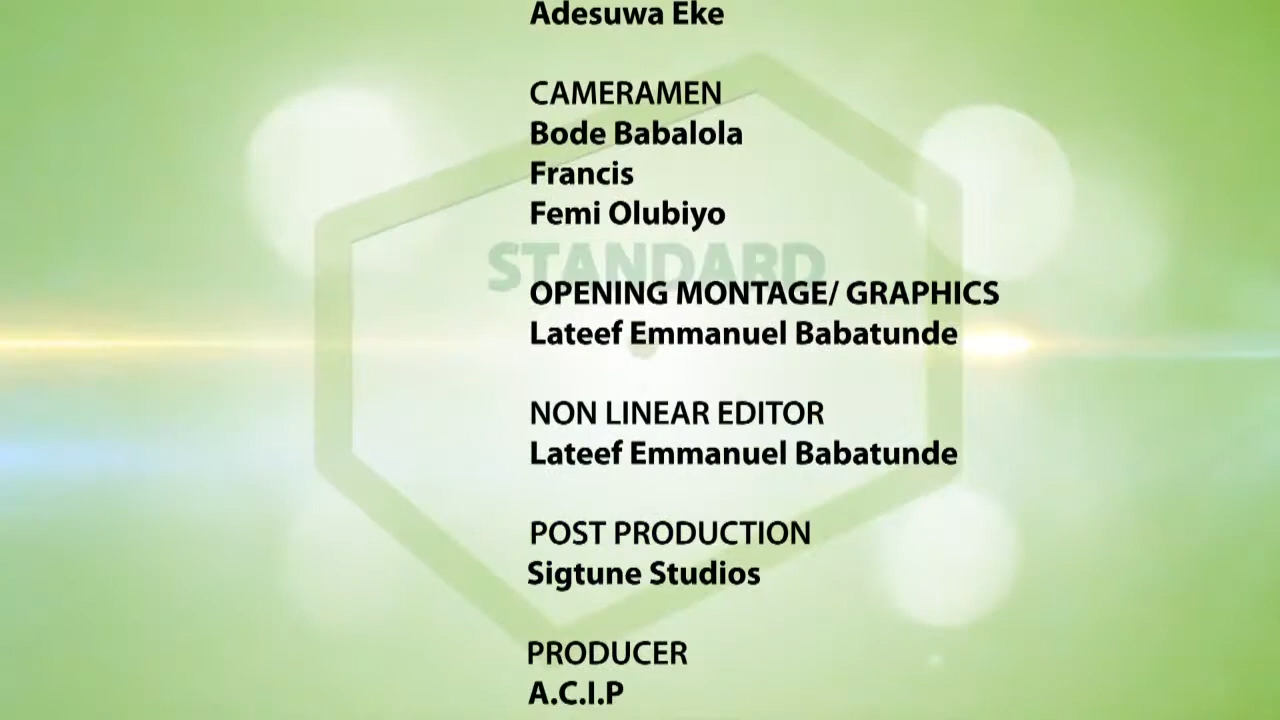 Adesuwa Eke
CAMERAMEN
Bode Babalola
Francis
Femi Olubiyo
STANDARD
OPENING MONTAGE/ GRAPHICS
Lateef Emmanuel Babatunde
NON LINEAR EDITOR
Lateef Emmanuel Babatunde
POST PRODUCTION
Sigtune Studios
PRODUCER
A.C.I.P